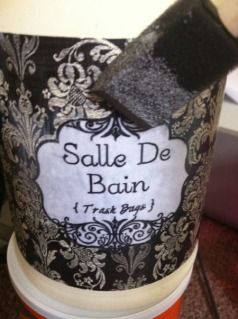 Salle De
Bain
{ Trash Bags }